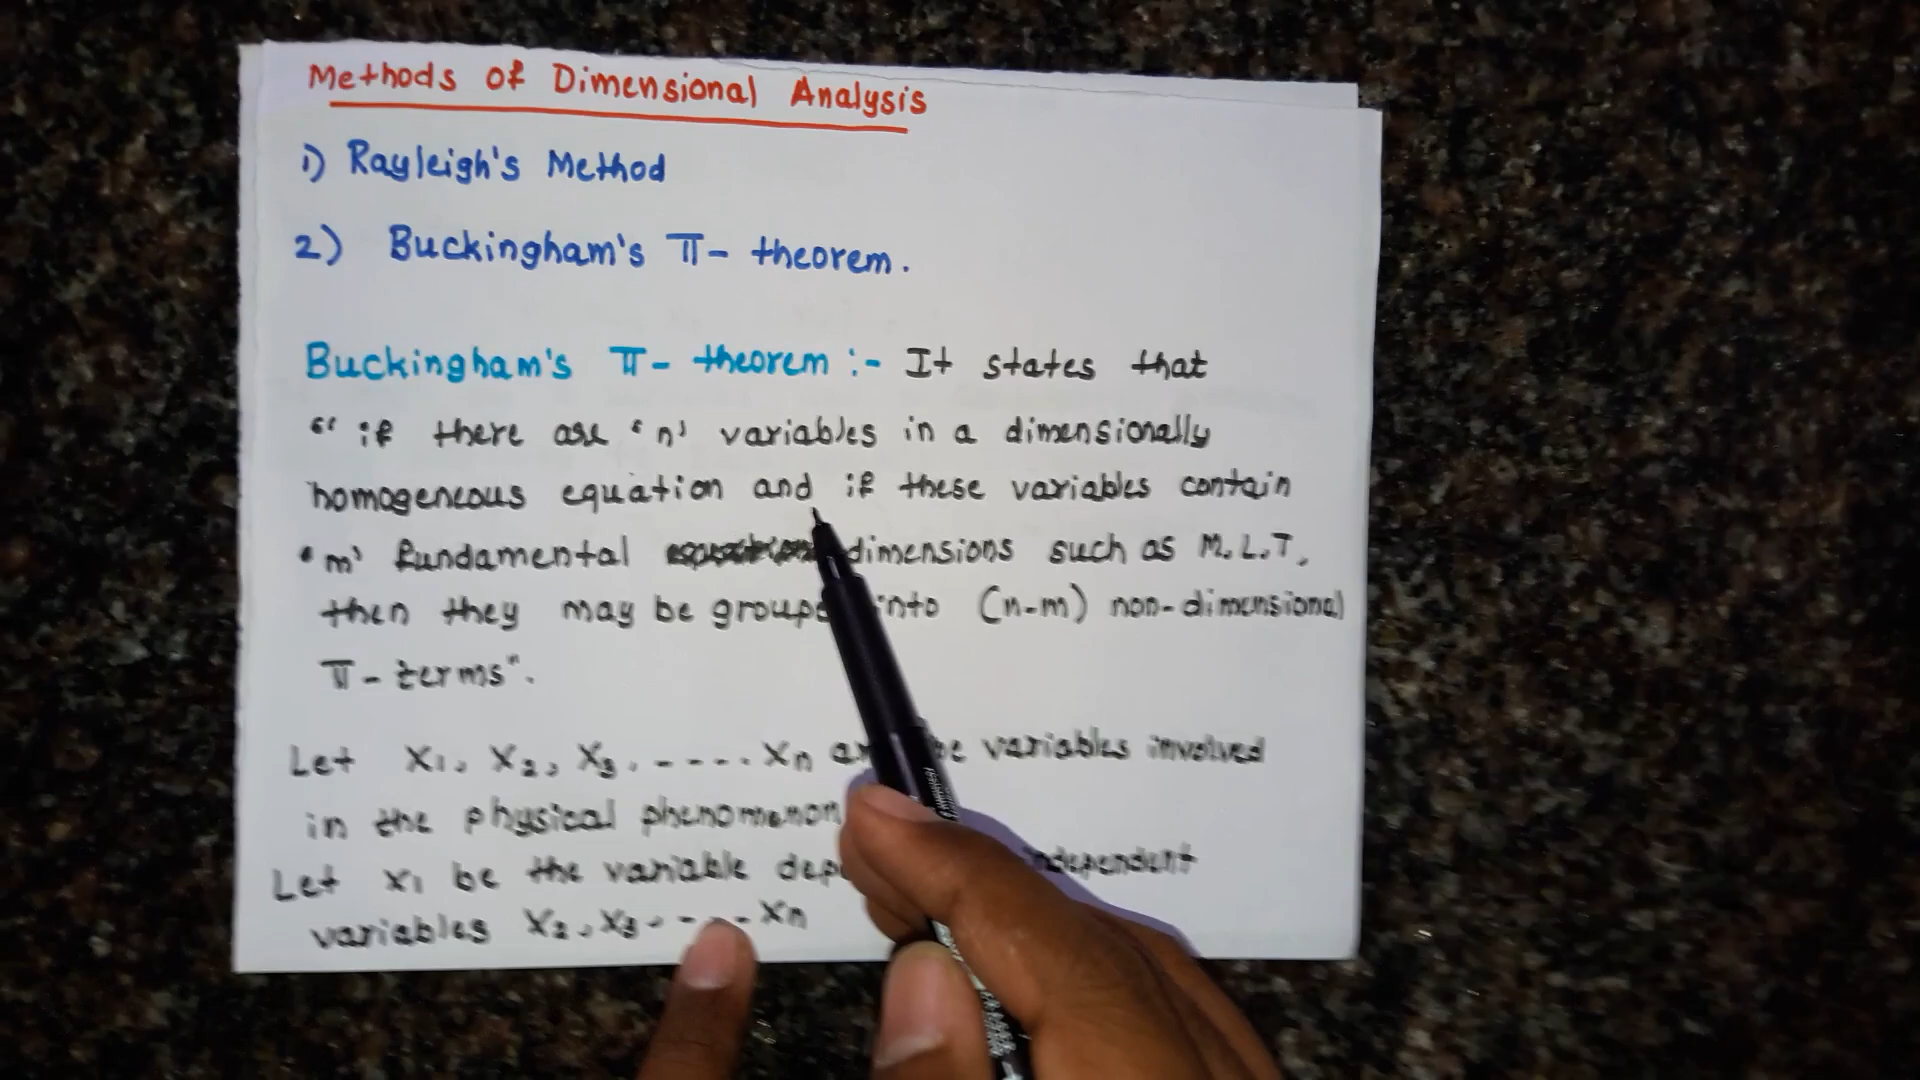 Methods of Dimensional Analysis
1) Rayleigh's Method
2) Buckingham's π- theorem.
Buckingham's π- theorem :- It states that
"if there are 'n' variables in a dimensionally
homogeneous equation and if these variables contain
'm' fundamental dimensions such as M.L.T,
then they may be (n-m) non-dimensional
π-terms".
Let X1, X2, X3, ----. Xn variables involved
in the physical phenomenon
Let X1 be the variable independent
variables X2, X3, - - - Xn